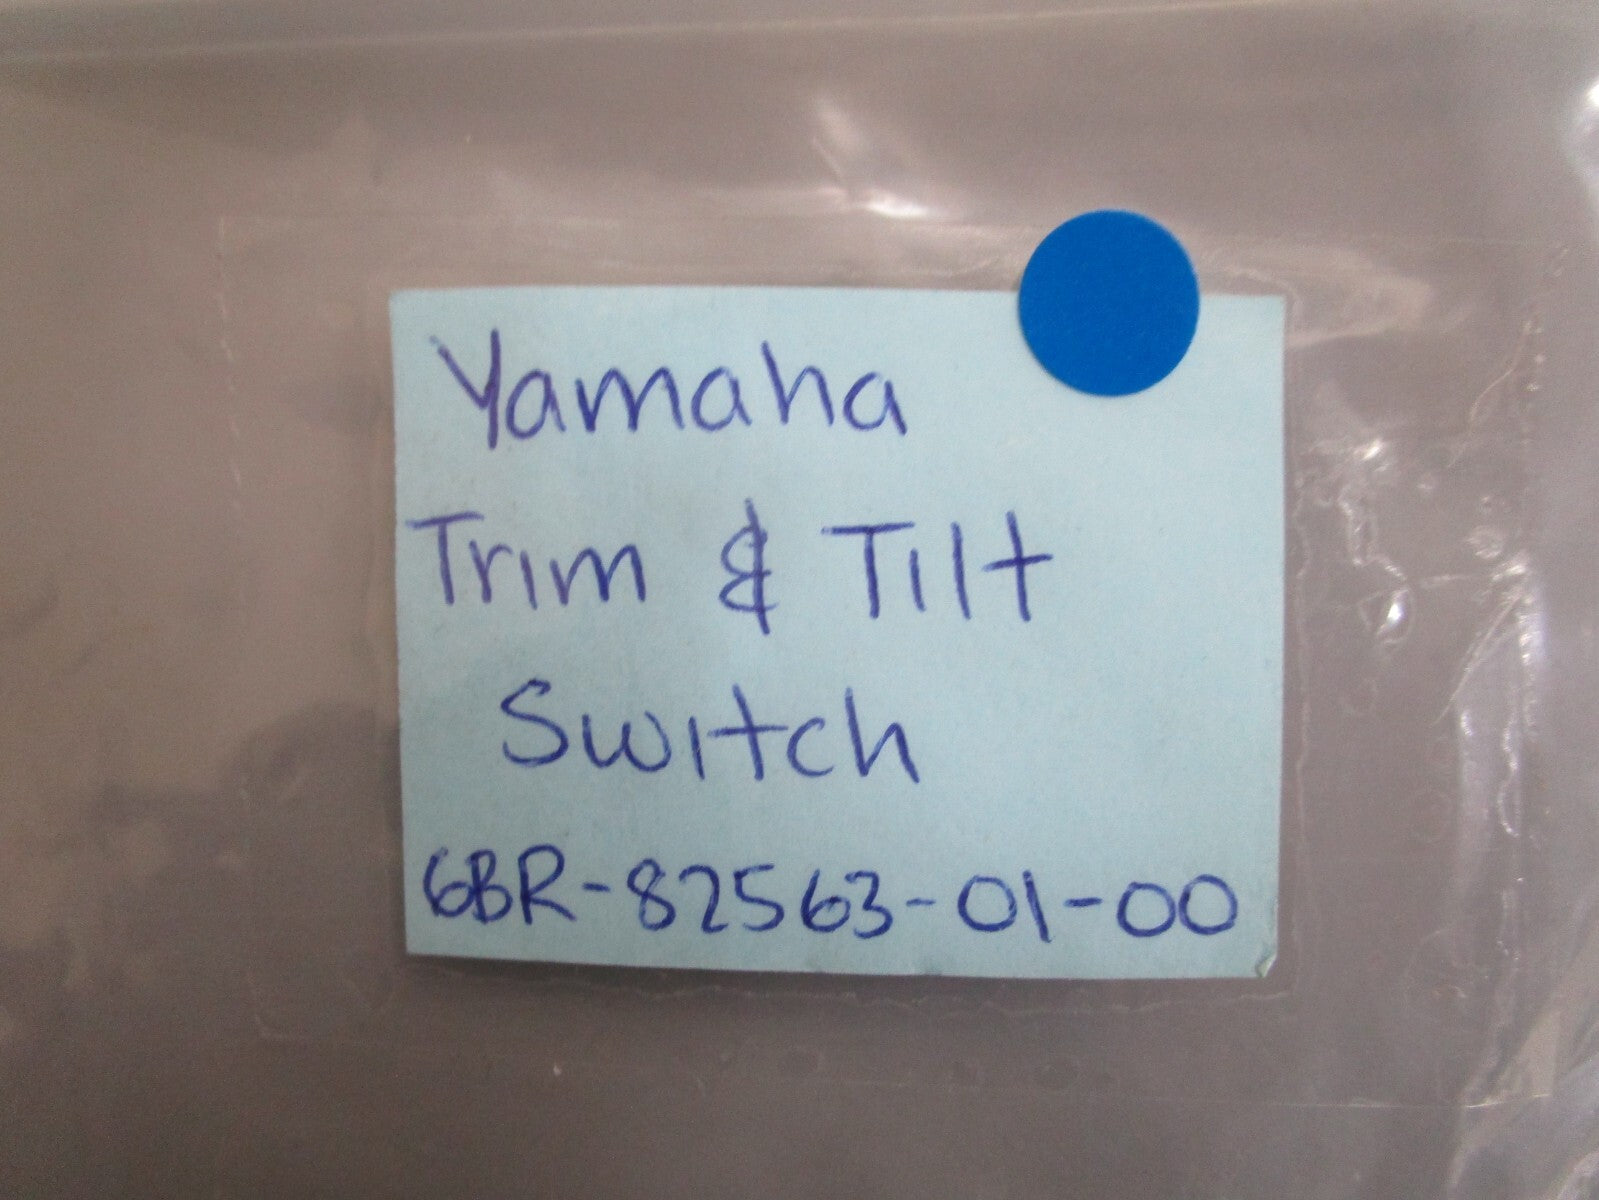 Yamaha
Trim & Tilt
Switch
6BR-82563-01-00